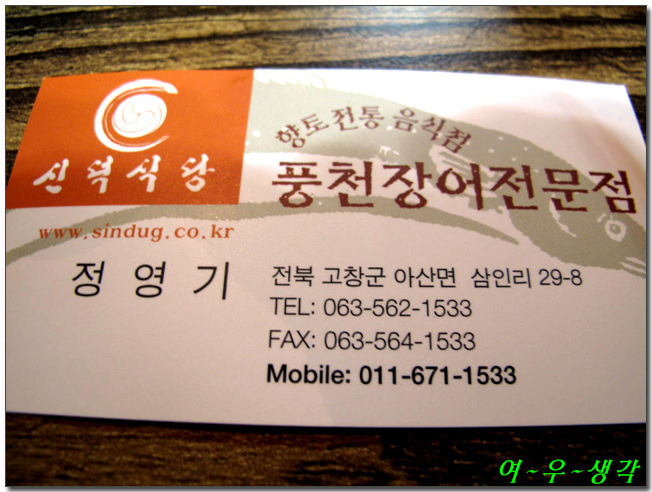 신덕식당
www.sindug.co.kr
향토전통음식점
풍천장어전문점
정영기
전북 고창군 아산면 삼인리 29-8
TEL: 063-562-1533
FAX: 063-564-1533
Mobile: 011-671-1533
여~우~생각